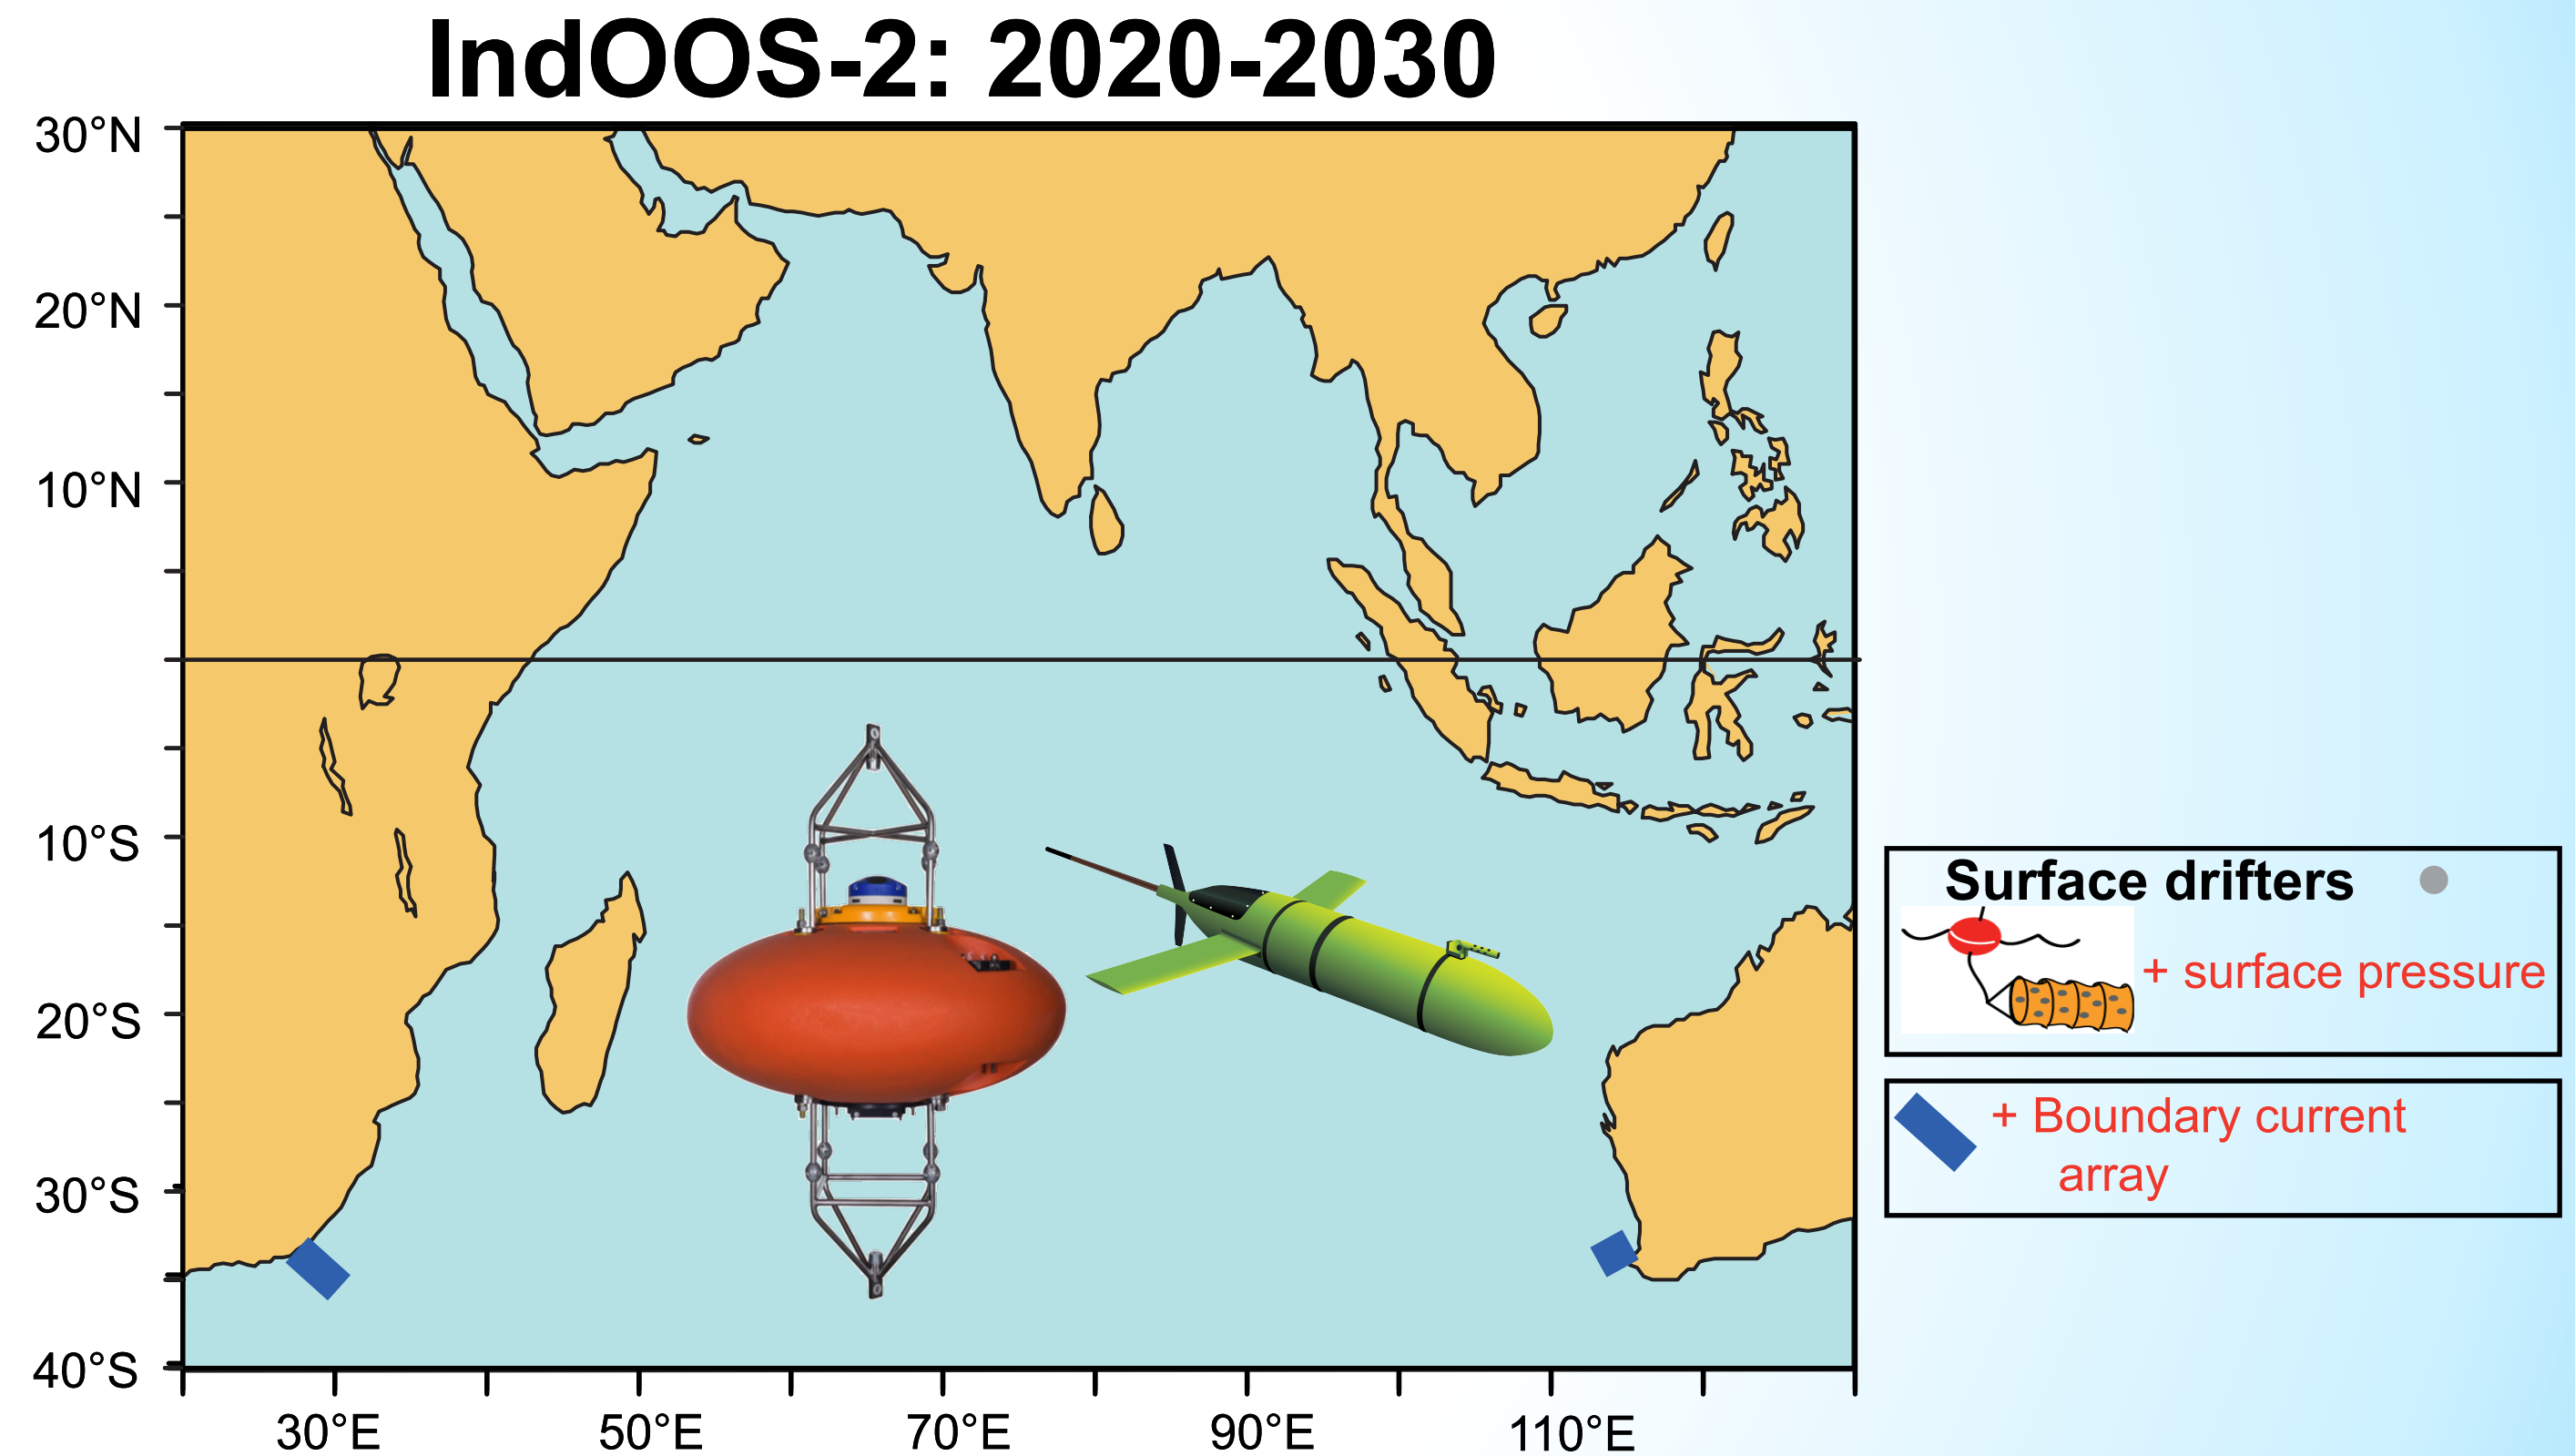 IndOOS-2: 2020-2030
30°N
20°N
10°N
10°S
20°S
30°S
40°S
30°E 50°E 70°E 90°E 110°E
Surface drifters
+ surface pressure
+ Boundary current
array